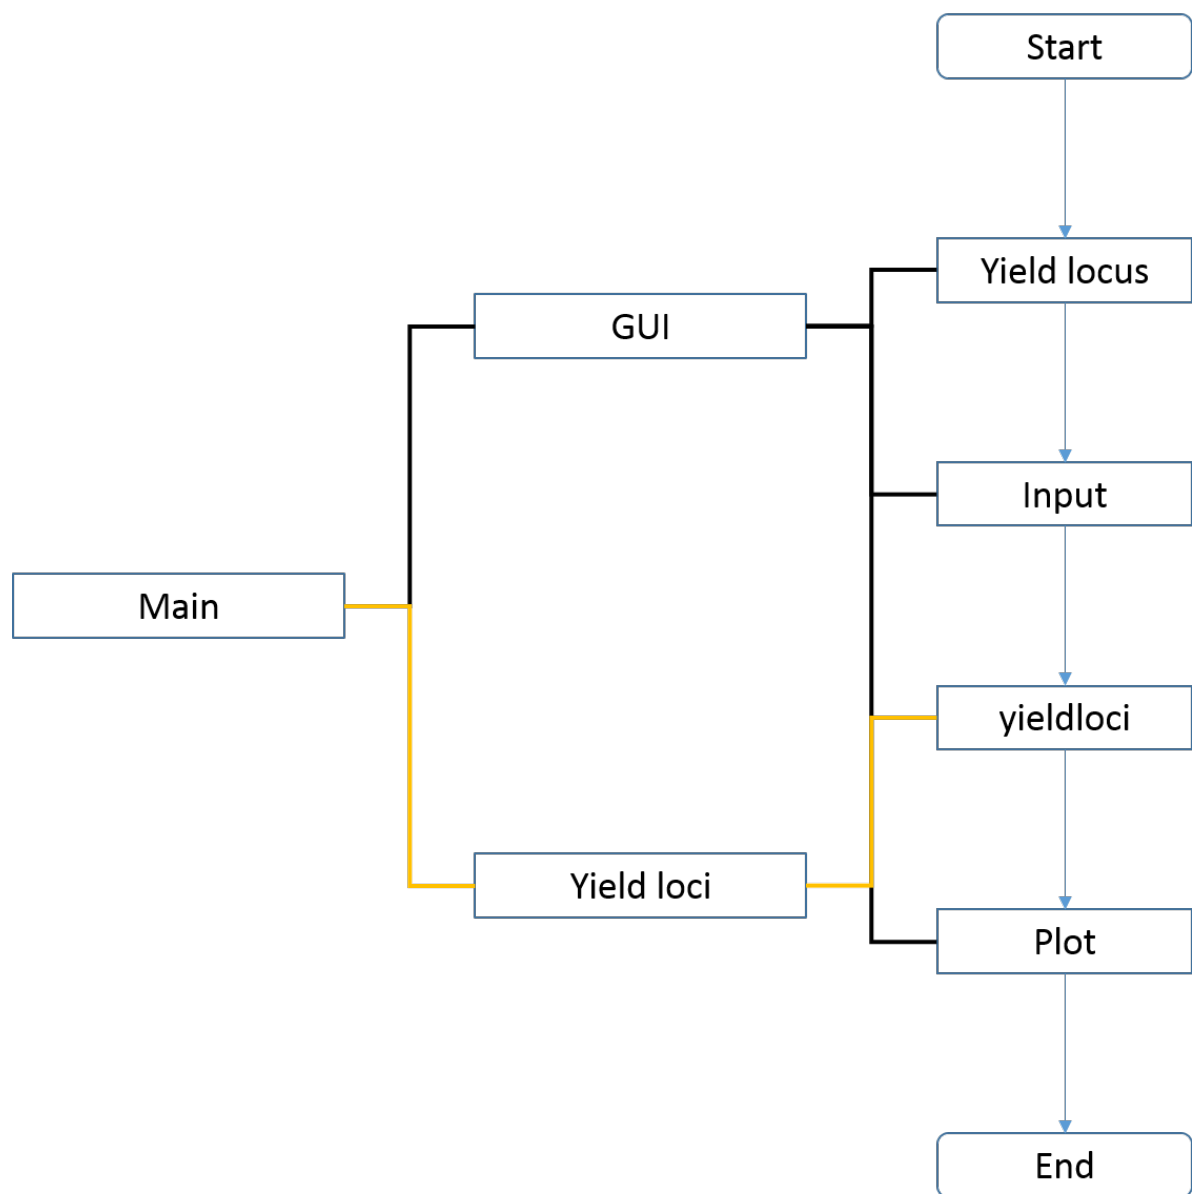 Start
Yield locus
GUI
Input
Main
yieldloci
Yield loci
Plot
End